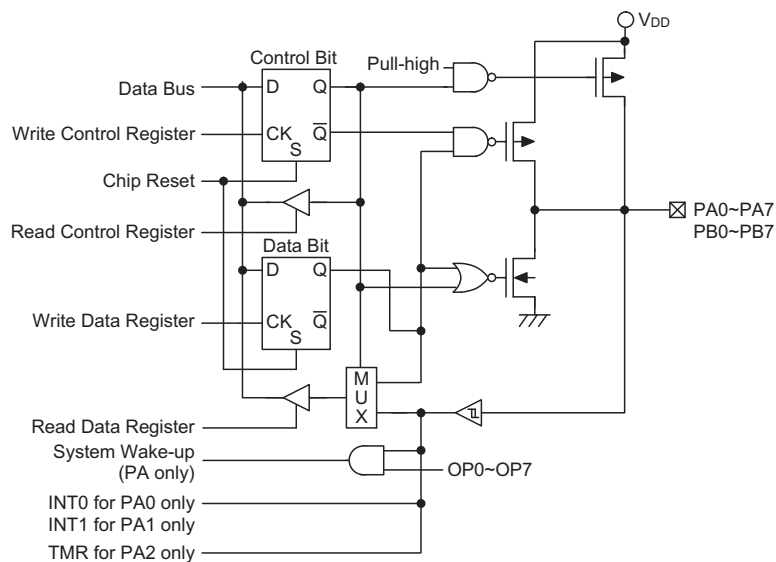 VDD
Control Bit
Pull-high
Data Bus
D
Q
Write Control Register
CK
Q
S
Chip Reset
PA0~PA7
PB0~PB7
Read Control Register
Data Bit
D
Q
Write Data Register
CK
Q
S
M
U
X
Read Data Register
System Wake-up
(PA only)
OP0~OP7
INT0 for PA0 only
INT1 for PA1 only
TMR for PA2 only